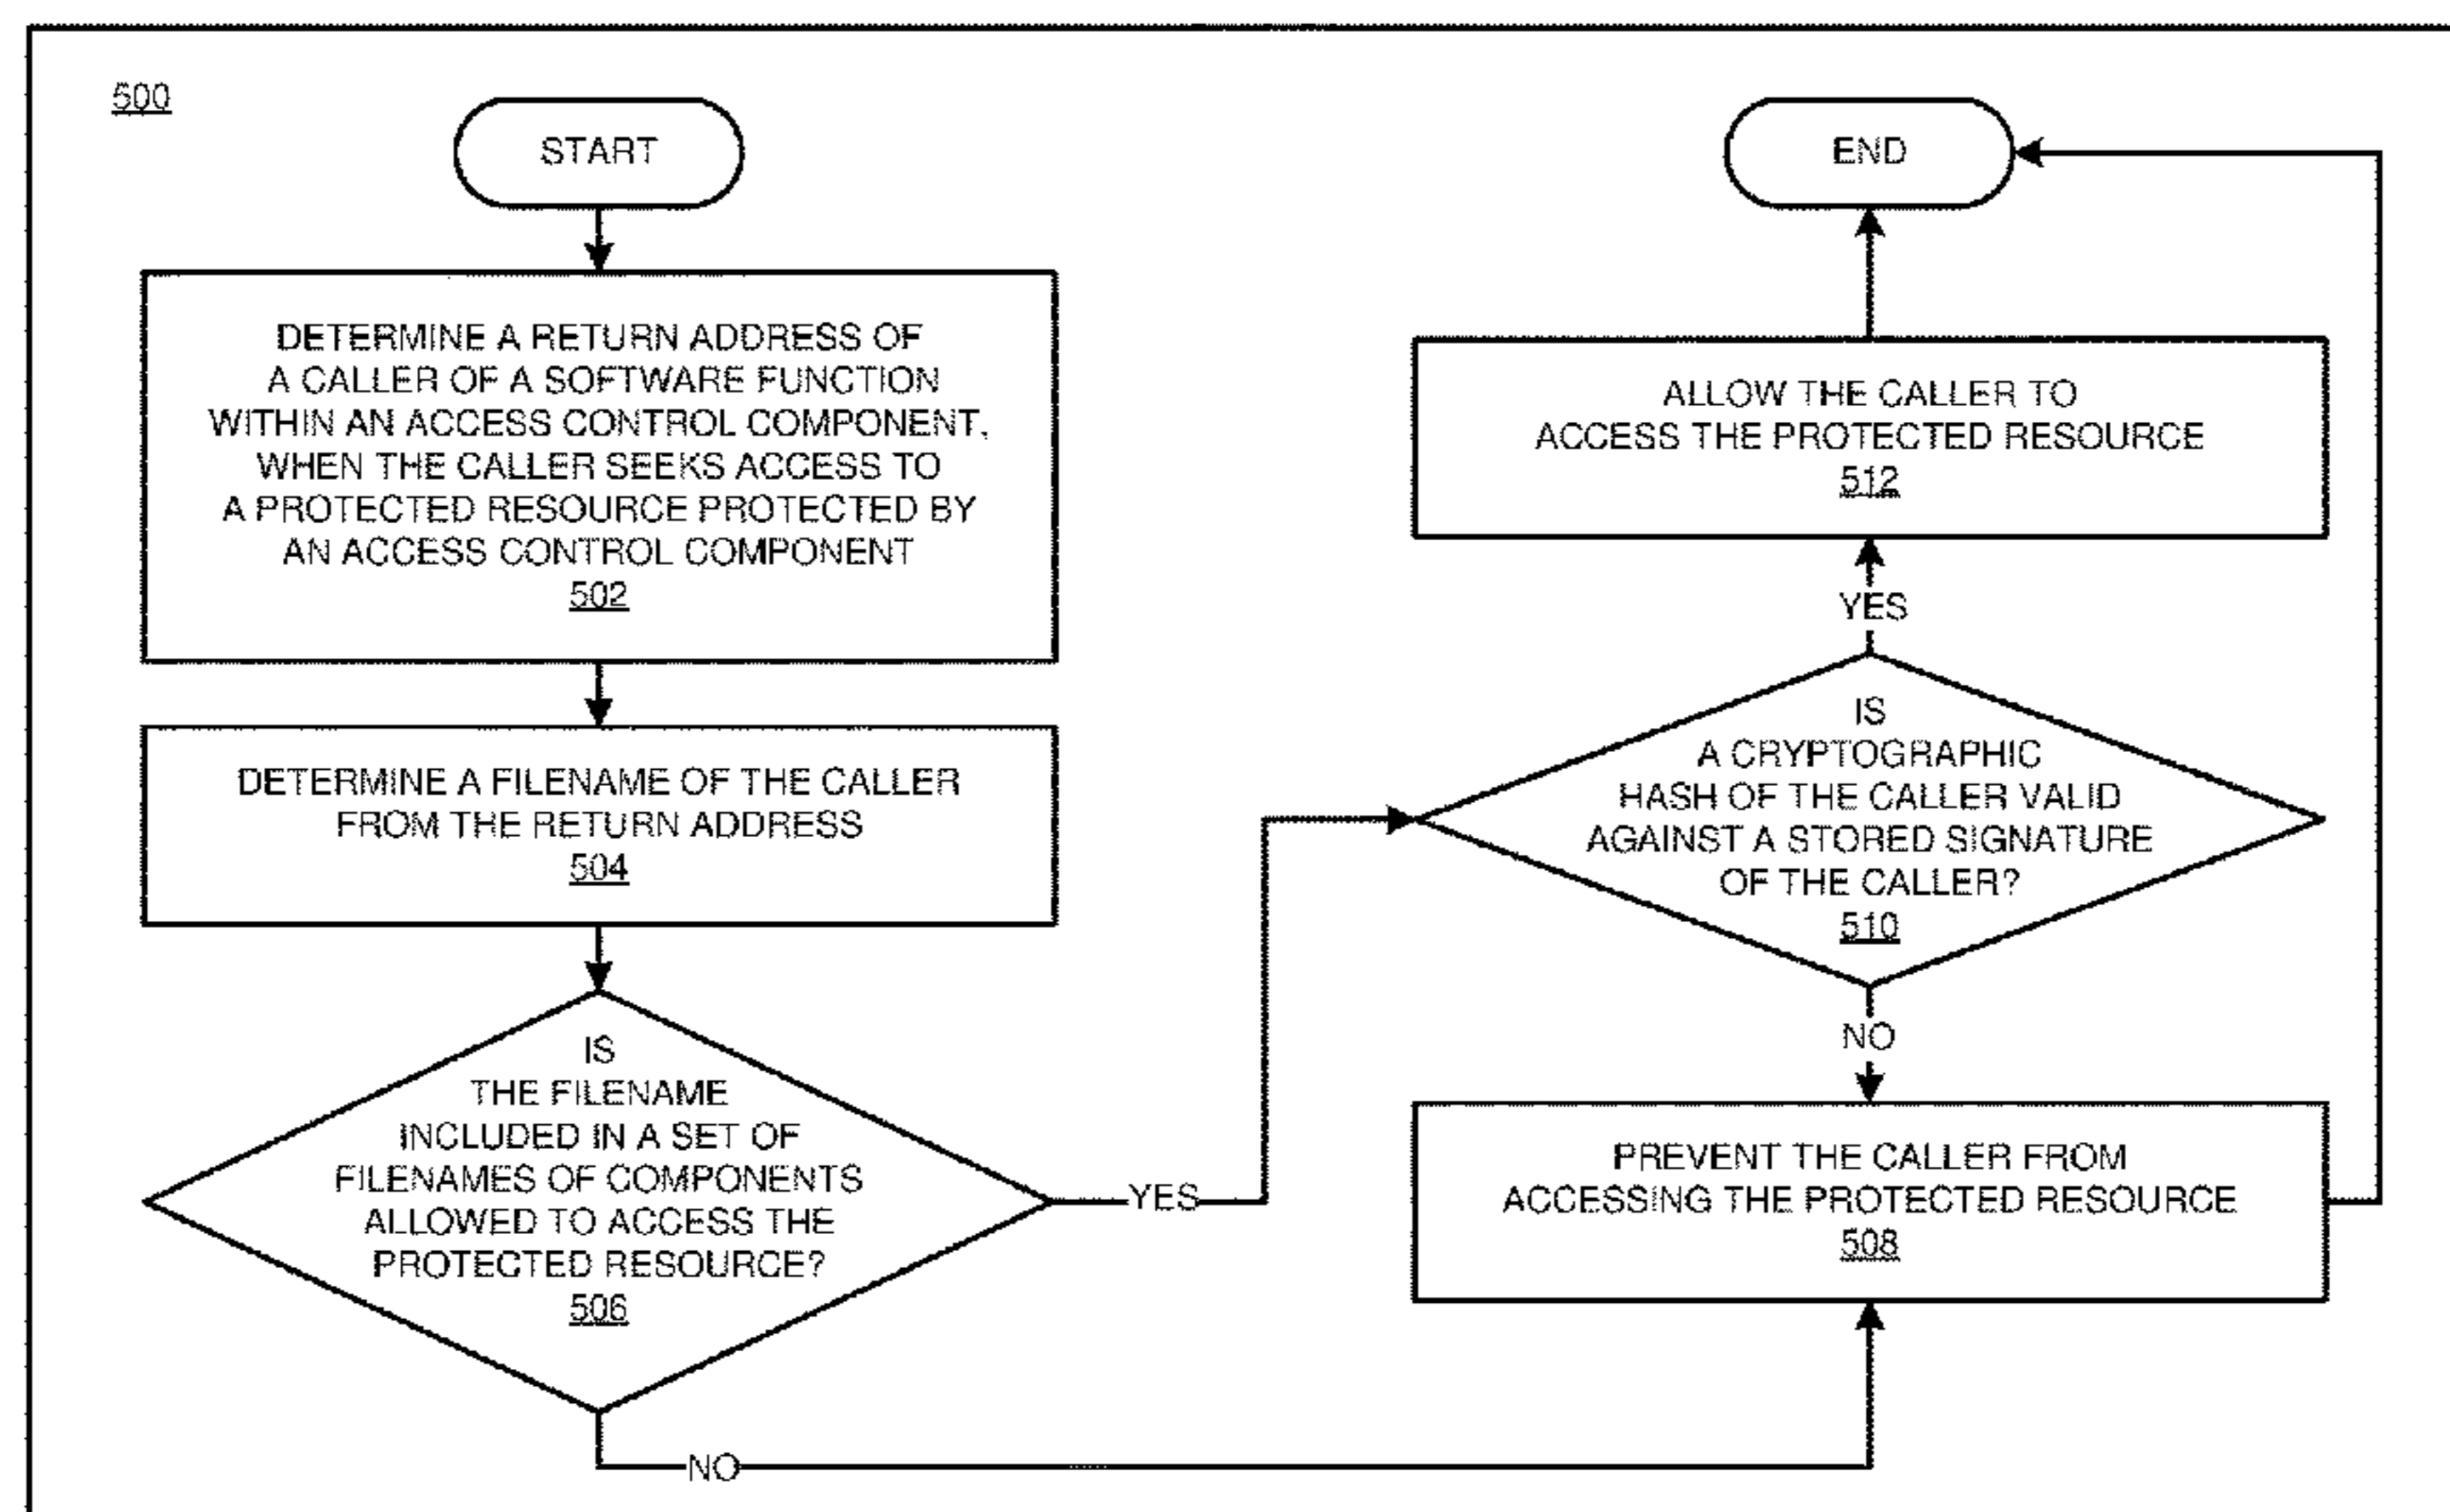 500
START
DETERMINE A RETURN ADDRESS OF
A CALLER OF A SOFTWARE FUNCTION
WITHIN AN ACCESS CONTROL COMPONENT,
WHEN THE CALLER SEEKS ACCESS TO
A PROTECTED RESOURCE PROTECTED BY
AN ACCESS CONTROL COMPONENT
502
DETERMINE A FILENAME OF THE CALLER
FROM THE RETURN ADDRESS
504
IS
THE FILENAME
INCLUDED IN A SET OF
FILENAMES OF COMPONENTS
ALLOWED TO ACCESS THE
PROTECTED RESOURCE?
506
YES
NO
END
ALLOW THE CALLER TO
ACCESS THE PROTECTED RESOURCE
512
YES
IS
A CRYPTOGRAPHIC
HASH OF THE CALLER VALID
AGAINST A STORED SIGNATURE
OF THE CALLER?
510
NO
PREVENT THE CALLER FROM
ACCESSING THE PROTECTED RESOURCE
508